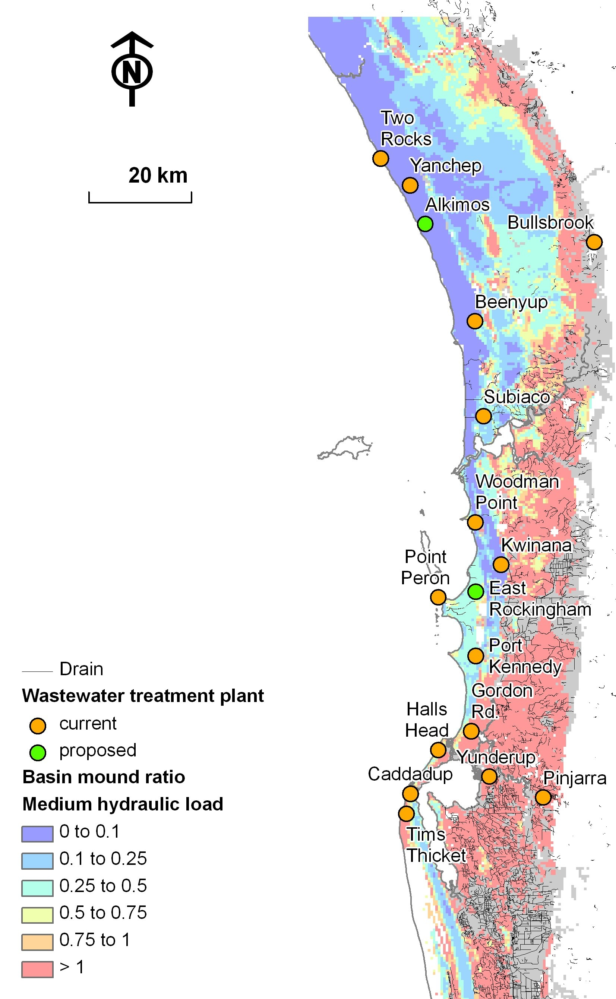 N
Two
Rocks
20 km
Yanchep
Alkimos
Bullsbrook
Beenyup
Subiaco
Woodman
Point
Kwinana
Point
Peron
East
Rockingham
Port
Kennedy
Gordon
Rd.
Halls
Head
Yunderup
Caddadup
Pinjarra
Tims
Thicket
Drain
Wastewater treatment plant
current
proposed
Basin mound ratio
Medium hydraulic load
0 to 0.1
0.1 to 0.25
0.25 to 0.5
0.5 to 0.75
0.75 to 1
> 1